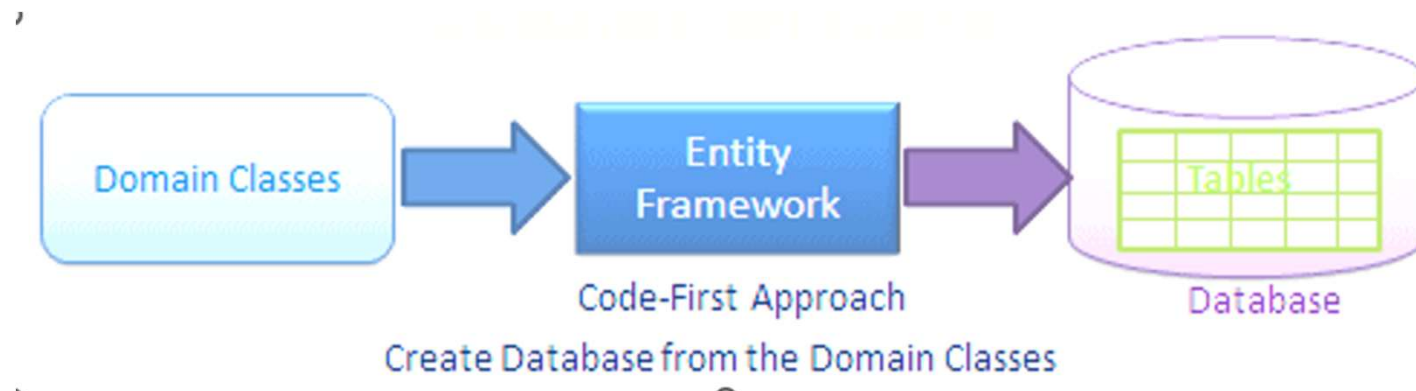 Domain Classes
Entity
Framework
Tables
Code-First Approach
Database
Create Database from the Domain Classes